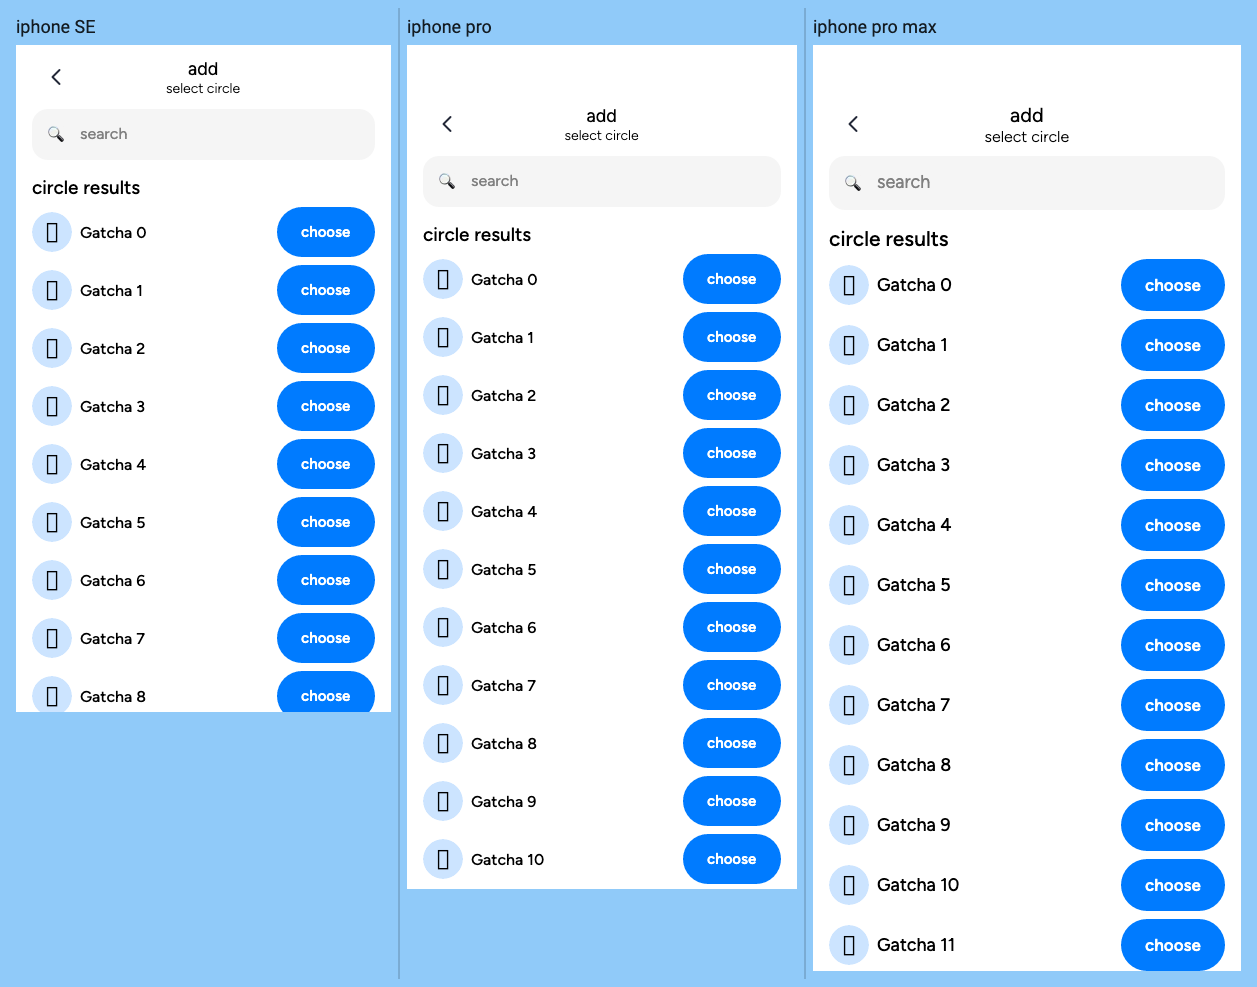 iphone SE
add
select circle
search
circle results
Gatcha 0 choose
Gatcha 1 choose
Gatcha 2 choose
Gatcha 3 choose
Gatcha 4 choose
Gatcha 5 choose
Gatcha 6 choose
Gatcha 7 choose
Gatcha 8 choose
iphone pro
add
select circle
search
circle results
Gatcha 0 choose
Gatcha 1 choose
Gatcha 2 choose
Gatcha 3 choose
Gatcha 4 choose
Gatcha 5 choose
Gatcha 6 choose
Gatcha 7 choose
Gatcha 8 choose
Gatcha 9 choose
Gatcha 10 choose
iphone pro max
add
select circle
search
circle results
Gatcha 0 choose
Gatcha 1 choose
Gatcha 2 choose
Gatcha 3 choose
Gatcha 4 choose
Gatcha 5 choose
Gatcha 6 choose
Gatcha 7 choose
Gatcha 8 choose
Gatcha 9 choose
Gatcha 10 choose
Gatcha 11 choose